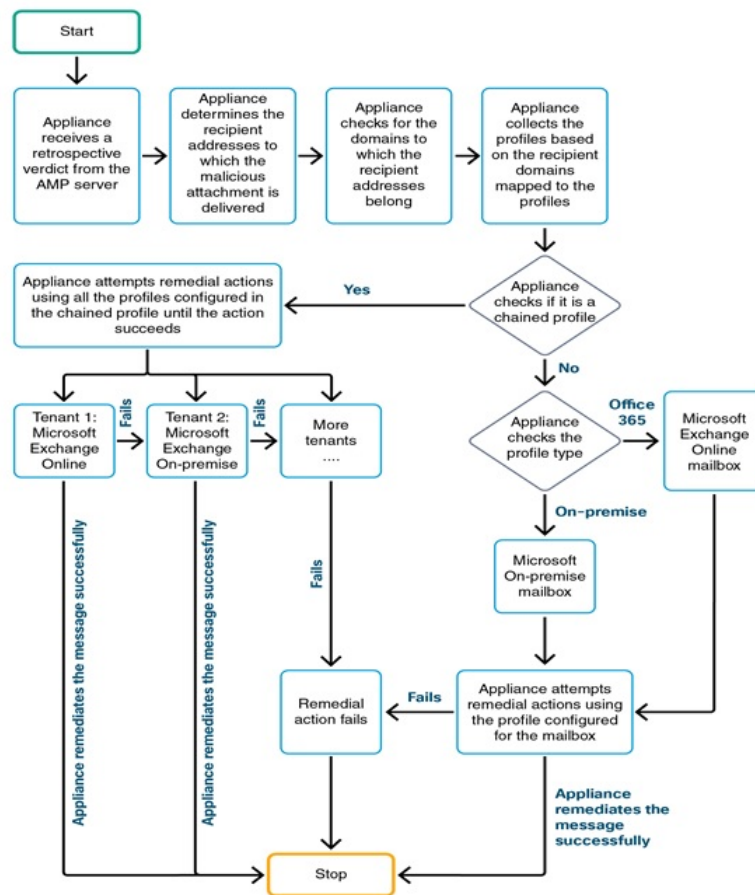 Start
Appliance
receives a
retrospective
verdict from the
AMP server
Appliance
determines the
recipient
addresses to
which the
malicious
attachment is
delivered
Appliance
checks for the
domains to
which the
recipient
addresses
belong
Appliance
collects the
profiles based
on the recipient
domains
mapped to the
profiles
Appliance attempts remedial actions
using all the profiles configured in
the chained profile until the action
succeeds
Yes
Appliance
checks if it is a
chained profile
No
Tenant 1:
Microsoft
Exchange
Online
Fails
Tenant 2:
Microsoft
Exchange
On-premise
Fails
More
tenants
....
Appliance
checks the
profile type
Office
365
Microsoft
Exchange
Online
mailbox
On-premise
Microsoft
On-premise
mailbox
Appliance remediates the message successfully
Appliance remediates the message successfully
Fails
Remedial
action fails
Fails
Appliance attempts
remedial actions using
the profile configured
for the mailbox
Appliance
remediates the
message
successfully
Stop